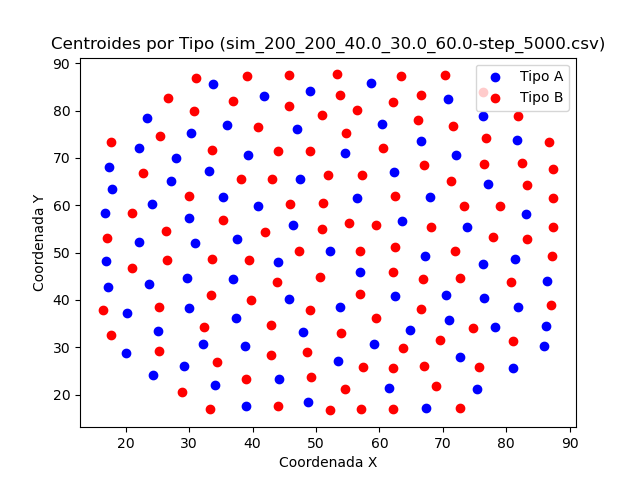 Centroides por Tipo (sim_200_200_40.0_30.0_60.0-step_5000.csv)
Tipo A
Tipo B
90
80
70
60
50
40
30
20
Coordenada Y
20 30 40 50 60 70 80 90
Coordenada X